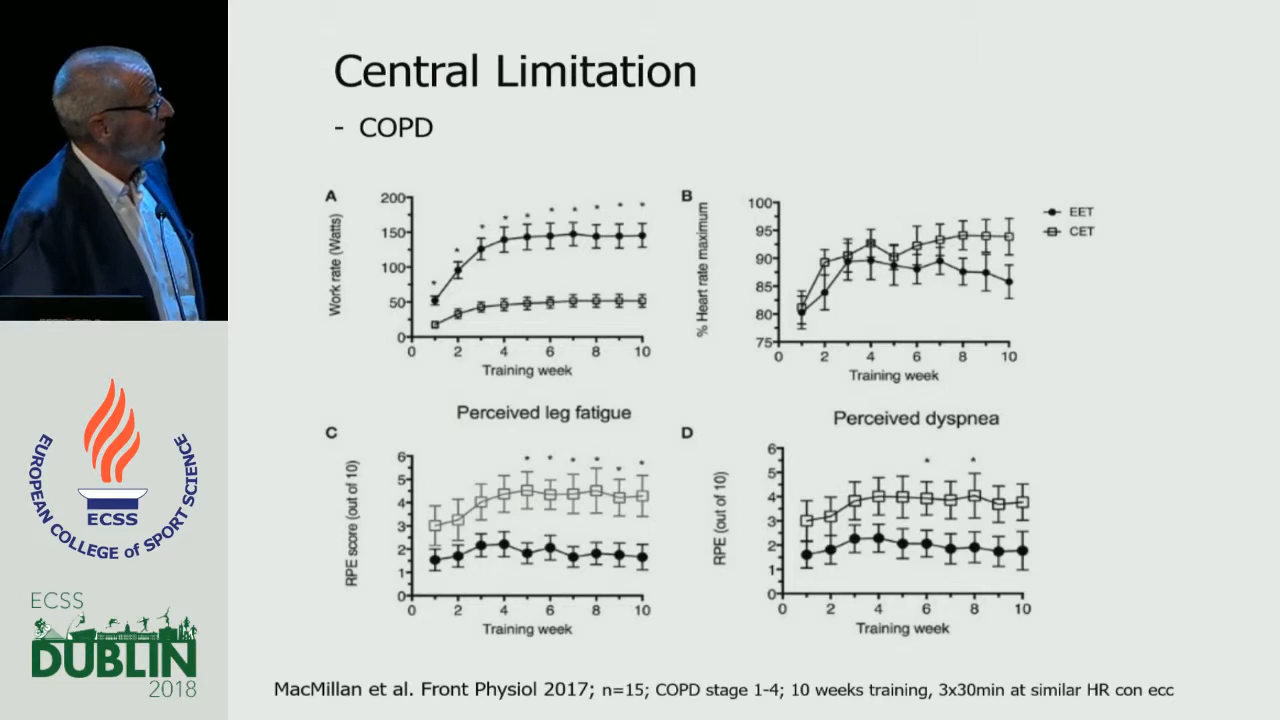 Central Limitation
- COPD
A
Work rate (Watts)
200
150
100
50
0
* * * * * * * * * *
0 2 4 6 8 10
Training week
B
% Heart rate maximum
100
95
90
85
80
75
0 2 4 6 8 10
Training week
EET
CET
Perceived leg fatigue
C
RPE score (out of 10)
6
5
4
3
2
1
0
* * * * * *
0 2 4 6 8 10
Training week
Perceived dyspnea
D
RPE (out of 10)
6
5
4
3
2
1
0
* *
0 2 4 6 8 10
Training week
MacMillan et al. Front Physiol 2017; n=15; COPD stage 1-4; 10 weeks training, 3x30min at similar HR con ecc
EUROPEAN COLLEGE of SPORT SCIENCE
ECSS
ECSS
DUBLIN
2018